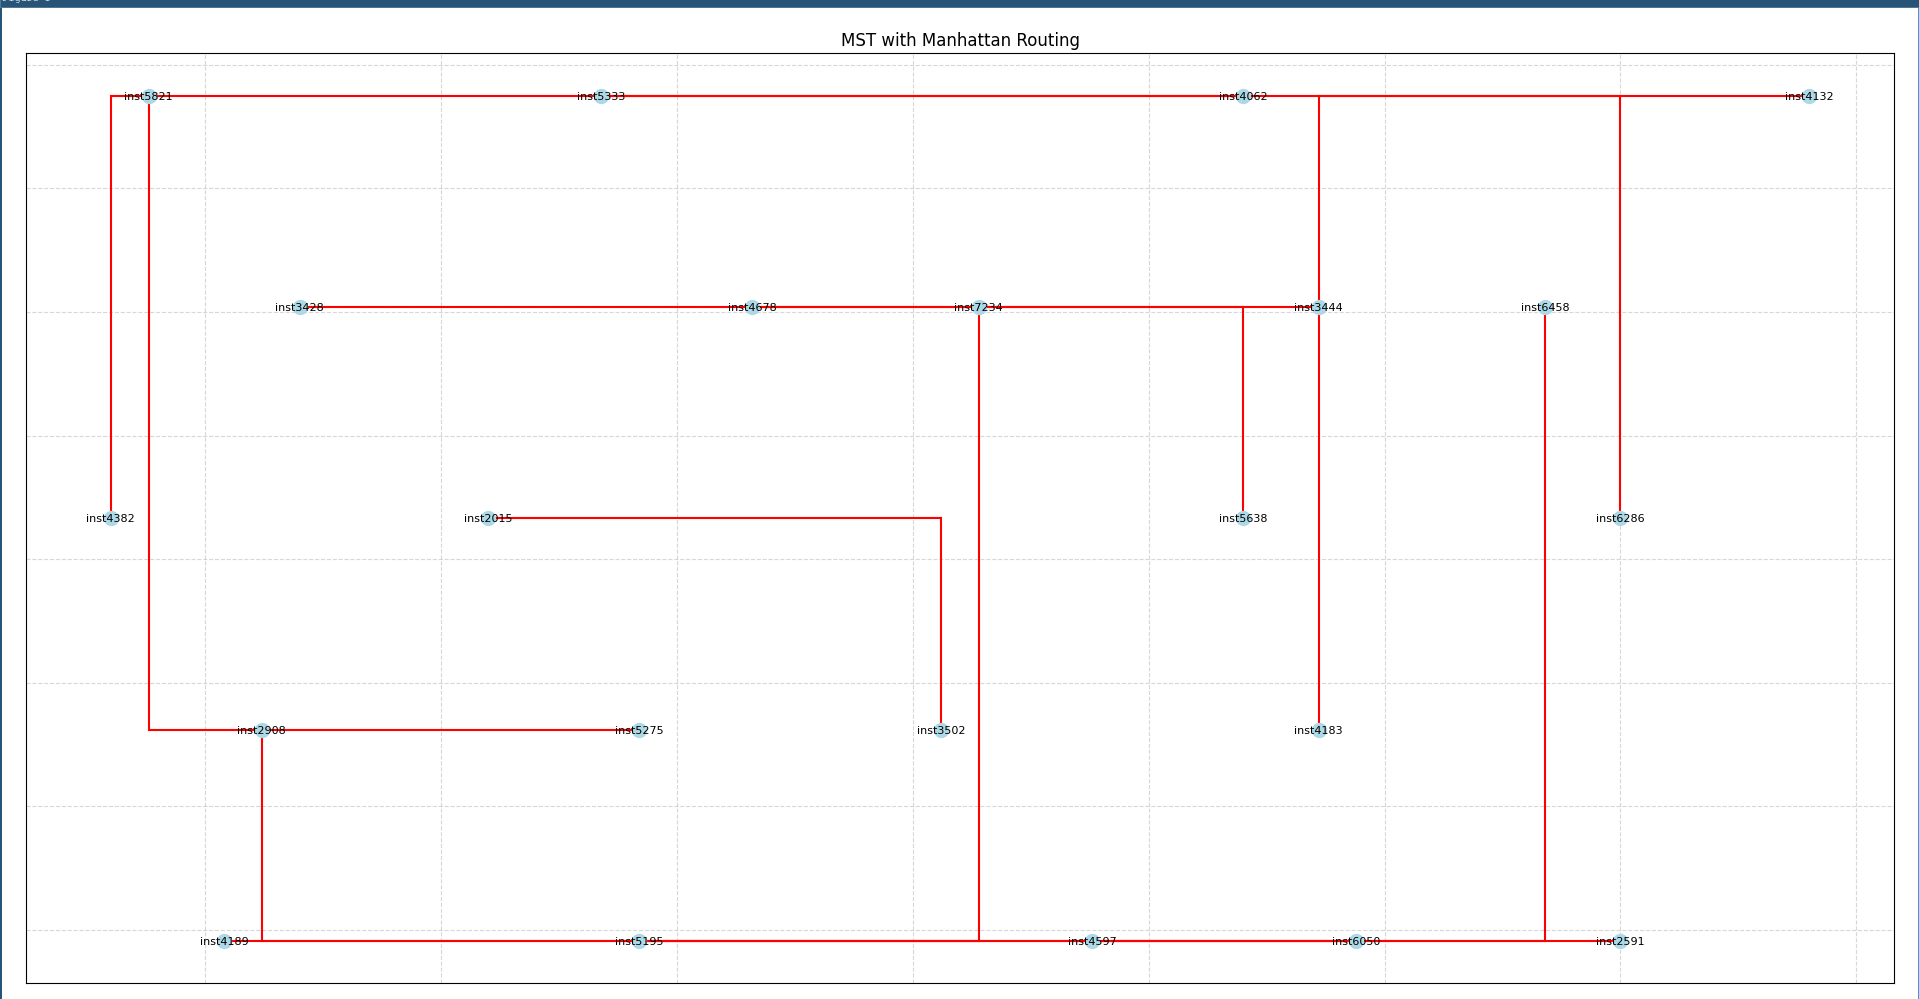 MST with Manhattan Routing
inst5821 inst5333 inst4062 inst4132
inst3428 inst4678 inst7234 inst3444 inst6458
inst4382 inst2015 inst5638 inst6286
inst2908 inst5275 inst3502 inst4183
inst4189 inst5195 inst4597 inst6050 inst2591